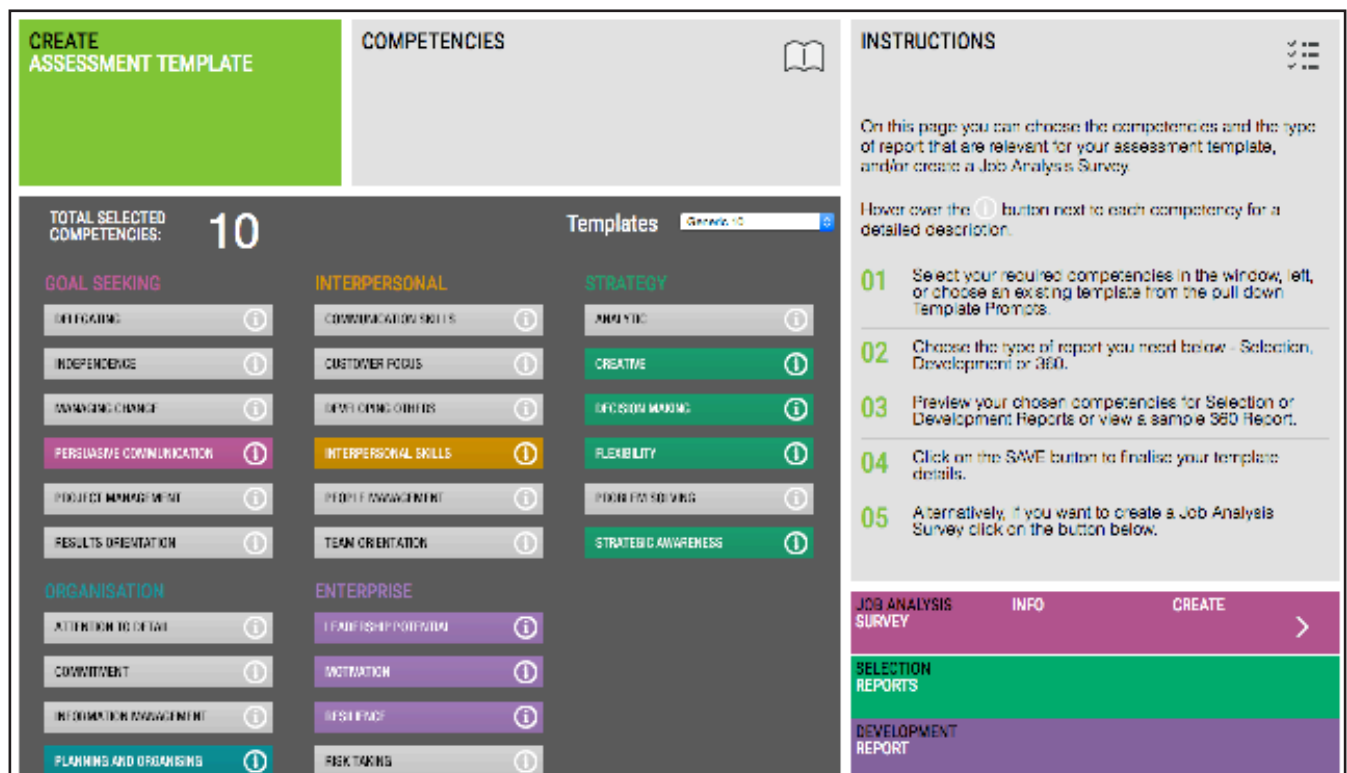 CREATE
ASSESSMENT TEMPLATE
COMPETENCIES
INSTRUCTIONS
On this page you can choose the competencies and the type
of report that are relevant for your assessment template,
and/or create a Job Analysis Survey.
Hover over the button next to each competency for a
detailed description.
01 Select your required competencies in the window, left,
or choose an existing template from the pull down
Template Prompts.
02 Choose the type of report you need below - Selection,
Development or 360.
03 Preview your chosen competencies for Selection or
Development Reports or view a sample 360 Report.
04 Click on the SAVE button to finalise your template
details.
05 Alternatively, if you want to create a Job Analysis
Survey click on the button below.
TOTAL SELECTED
COMPETENCIES:
10
Templates
Generic 10
GOAL SEEKING
DELEGATING
INDEPENDENCE
MANAGING CHANGE
PERSUASIVE COMMUNICATION
PROJECT MANAGEMENT
RESULTS ORIENTATION
INTERPERSONAL
COMMUNICATION SKILLS
CUSTOMER FOCUS
DEVELOPING OTHERS
INTERPERSONAL SKILLS
PEOPLE MANAGEMENT
TEAM ORIENTATION
STRATEGY
ANALYTIC
CREATIVE
DECISION MAKING
FLEXIBILITY
PROBLEM SOLVING
STRATEGIC AWARENESS
ORGANISATION
ATTENTION TO DETAIL
COMMITMENT
INFORMATION MANAGEMENT
PLANNING AND ORGANISING
ENTERPRISE
LEADERSHIP POTENTIAL
MOTIVATION
RESILIENCE
RISK TAKING
JOB ANALYSIS
SURVEY
INFO
CREATE
SELECTION
REPORTS
DEVELOPMENT
REPORT